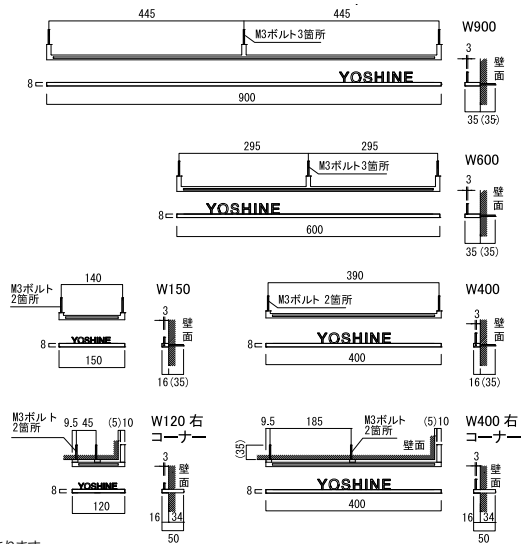 445
445
W900
M3ボルト3箇所
3
壁
面
YOSHINE
8
900
35 (35)
295
295
W600
M3ボルト3箇所
3
壁
面
YOSHINE
8
600
35 (35)
M3ボルト
2箇所
140
W150
3
壁
面
8
YOSHINE
150
16 (35)
390
W400
M3ボルト 2箇所
3
壁
面
8
YOSHINE
400
16 (35)
M3ボルト
2箇所
9.5 45
(5)10
W120 右
コーナー
3
壁
面
8
YOSHINE
120
16
34
50
9.5
185
M3ボルト
2箇所
(5)10
W400 右
コーナー
(35)
壁面
3
壁
面
8
YOSHINE
400
16
34
50